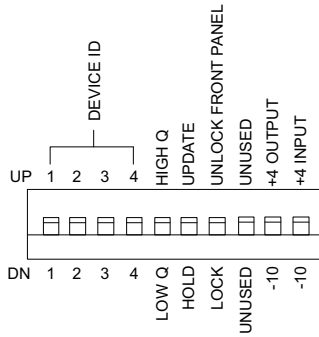 DEVICE ID
UP 1 2 3 4 HIGH Q UPDATE UNLOCK FRONT PANEL UNUSED +4 OUTPUT +4 INPUT
DN 1 2 3 4 LOW Q HOLD LOCK UNUSED -10 -10